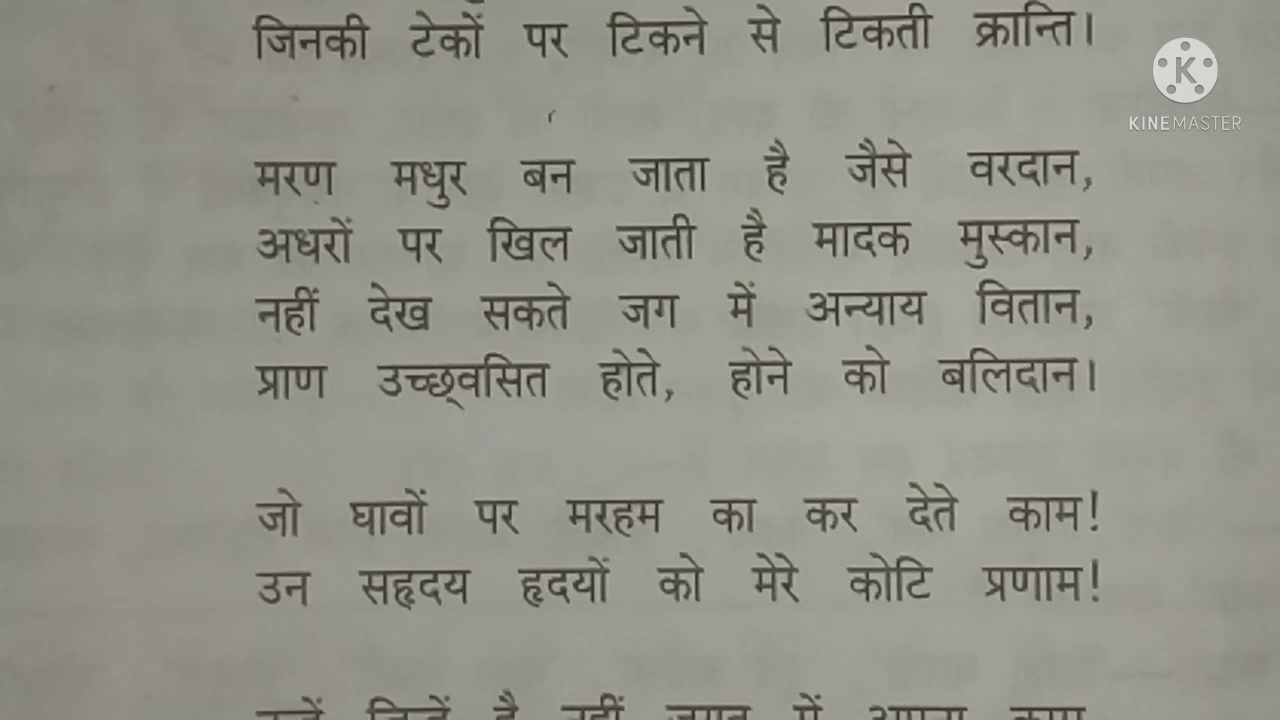 जिनकी टेकों पर टिकने से टिकती क्रान्ति।
K
KINEMASTER
मरण मधुर बन जाता है जैसे वरदान,
अधरों पर खिल जाती है मादक मुस्कान,
नहीं देख सकते जग में अन्याय वितान,
प्राण उच्छ्वसित होते, होने को बलिदान।
जो घावों पर मरहम का कर देते काम!
उन सहृदय हृदयों को मेरे कोटि प्रणाम!